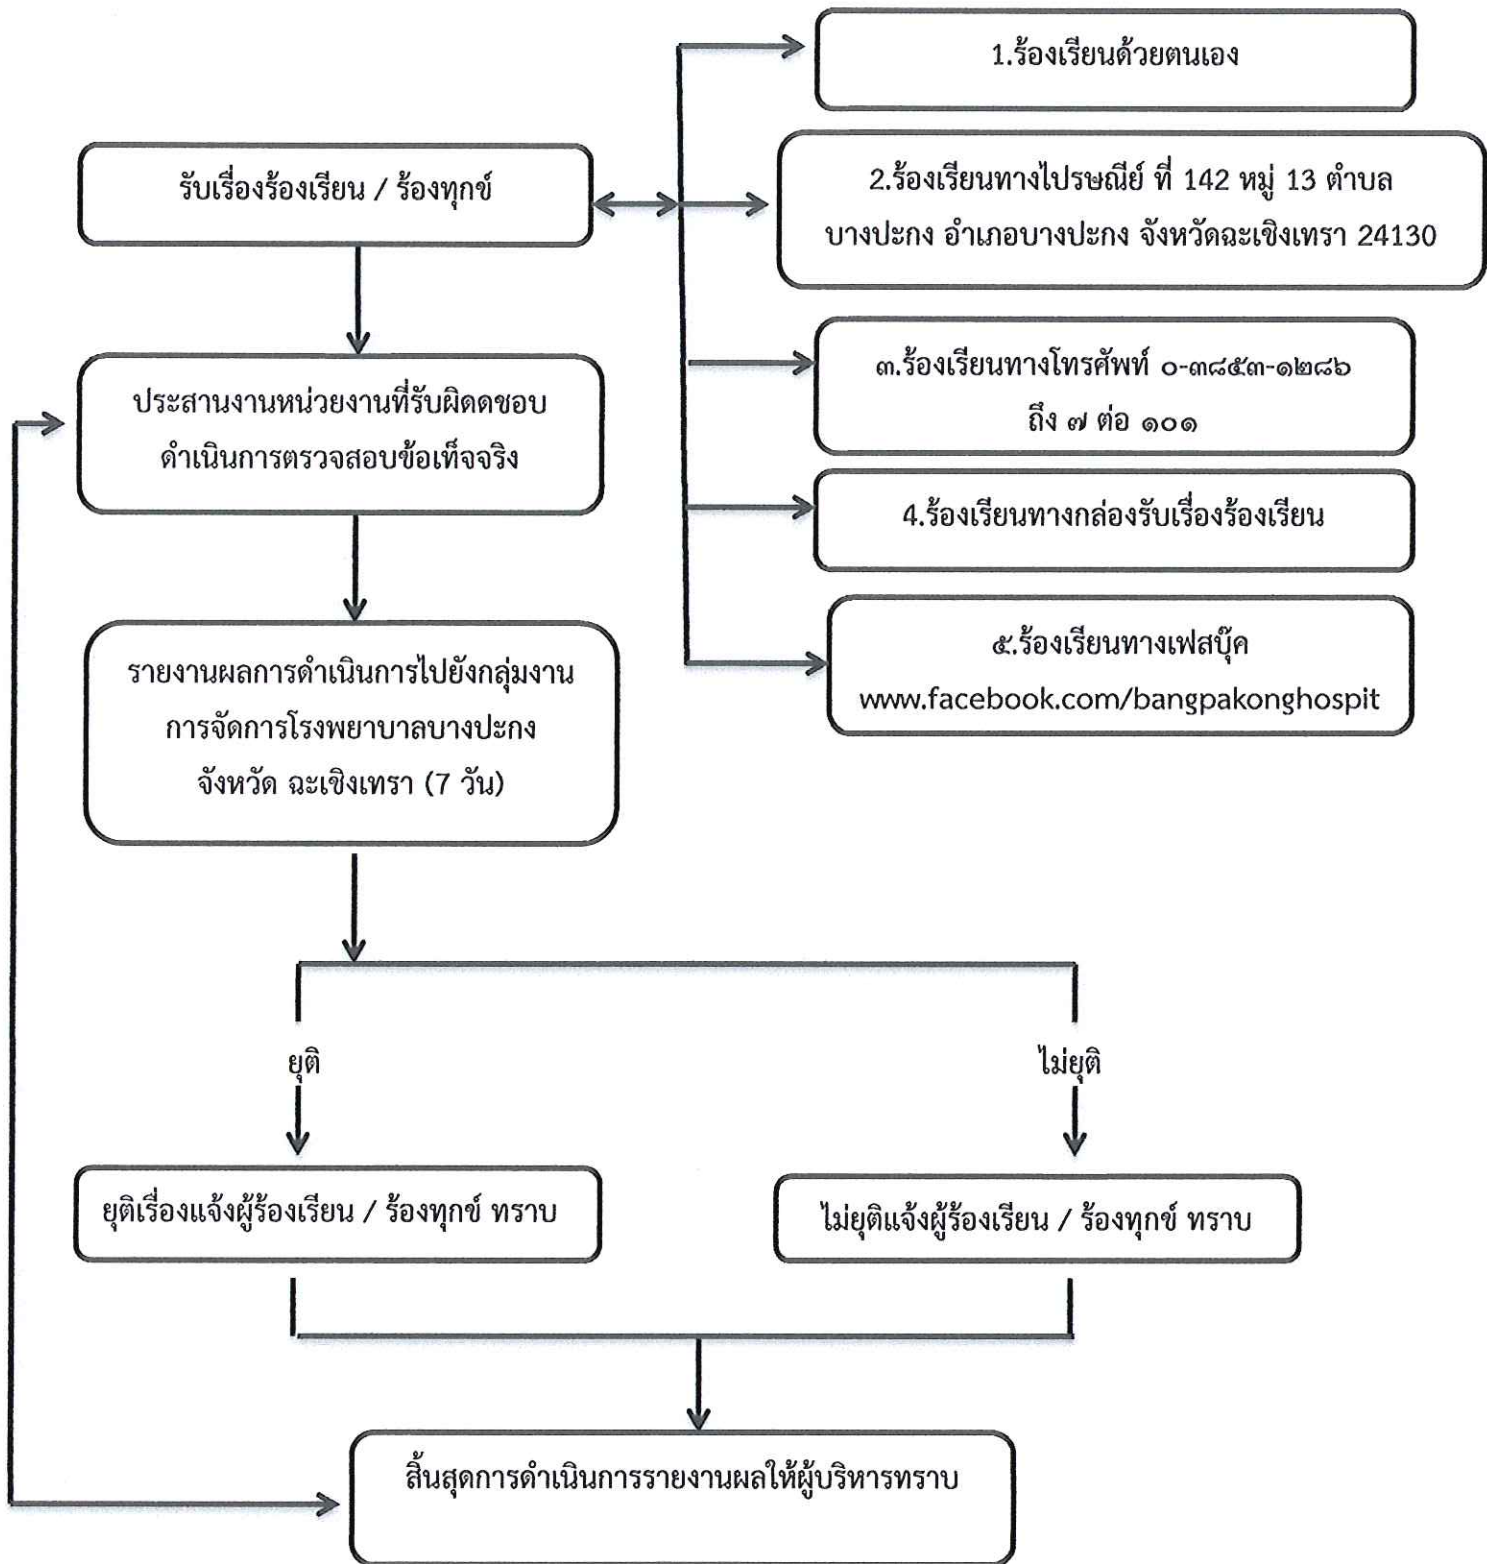 1.ร้องเรียนด้วยตนเอง
รับเรื่องร้องเรียน / ร้องทุกข์
2.ร้องเรียนทางไปรษณีย์ ที่ 142 หมู่ 13 ตำบล
บางปะกง อำเภอบางปะกง จังหวัดฉะเชิงเทรา 24130
๓.ร้องเรียนทางโทรศัพท์ ๐-๓๘๕๓-๑๒๘๖
ถึง ๗ ต่อ ๑๐๑
ประสานงานหน่วยงานที่รับผิดดชอบ
ดำเนินการตรวจสอบข้อเท็จจริง
4.ร้องเรียนทางกล่องรับเรื่องร้องเรียน
๕.ร้องเรียนทางเฟสบุ๊ค
www.facebook.com/bangpakonghospit
รายงานผลการดำเนินการไปยังกลุ่มงาน
การจัดการโรงพยาบาลบางปะกง
จังหวัด ฉะเชิงเทรา (7 วัน)
ยุติ
ไม่ยุติ
ยุติเรื่องแจ้งผู้ร้องเรียน / ร้องทุกข์ ทราบ
ไม่ยุติแจ้งผู้ร้องเรียน / ร้องทุกข์ ทราบ
สิ้นสุดการดำเนินการรายงานผลให้ผู้บริหารทราบ